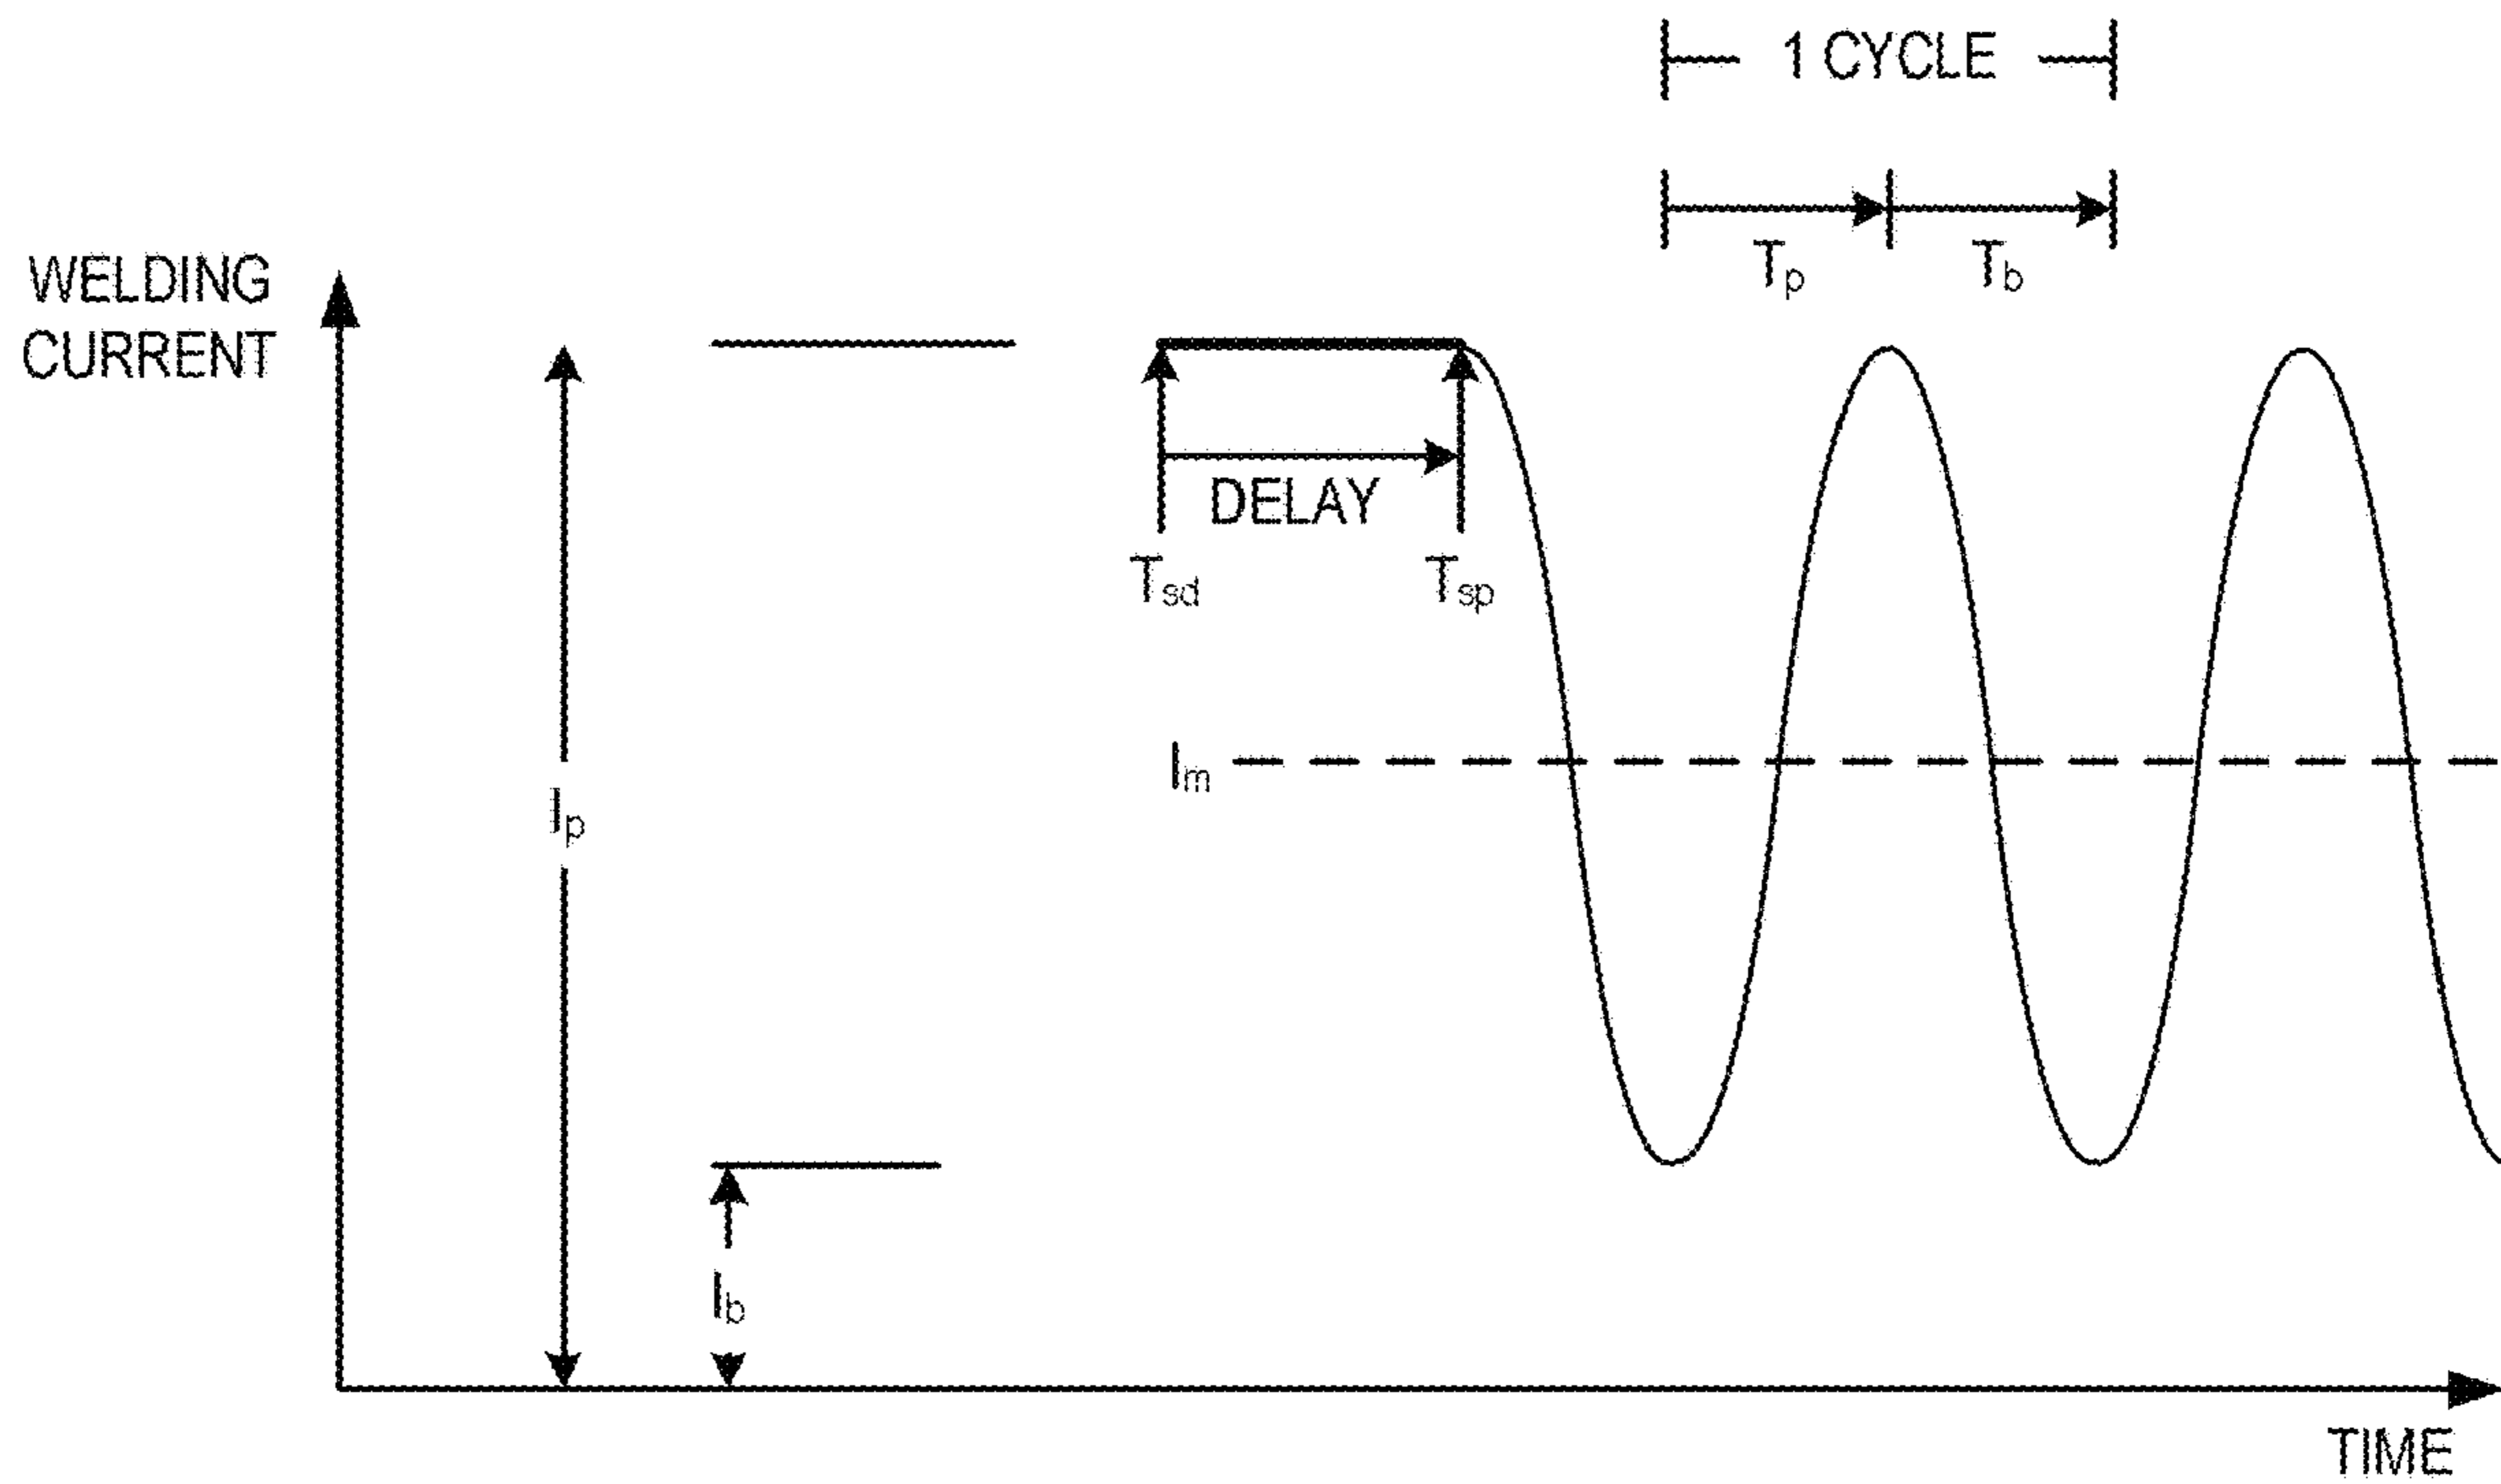 1 CYCLE
Tp
Tb
WELDING
CURRENT
DELAY
Tsd
Tsp
Im
Ip
Ib
TIME